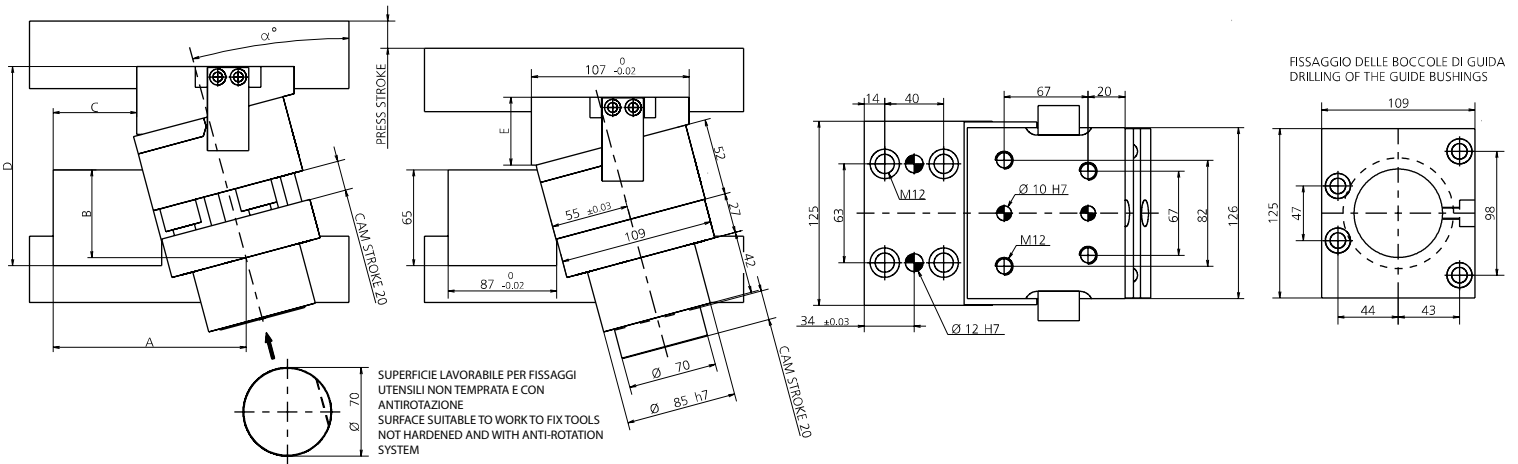 α°
C
D
B
A
CAM STROKE 20
Ø 70
SUPERFICIE LAVORABILE PER FISSAGGI
UTENSILI NON TEMPRATA E CON
ANTIROTAZIONE
SURFACE SUITABLE TO WORK TO FIX TOOLS
NOT HARDENED AND WITH ANTI-ROTATION
SYSTEM
PRESS STROKE
107 0 -0.02
E
52
65
55 ±0.03
27
109
42
87 0 -0.02
Ø 70
Ø 85 h7
CAM STROKE 20
14
40
67
20
M12
Ø 10 H7
125
63
67
82
126
M12
34 ±0.03
Ø 12 H7
FISSAGGIO DELLE BOCCOLE DI GUIDA
DRILLING OF THE GUIDE BUSHINGS
109
125
47
98
44
43